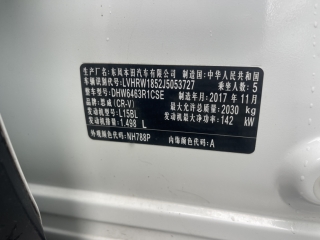 生产厂名:东风本田汽车有限公司 制造国:中华人民共和国
车辆识别代号:LVHRW1852J5053727 乘坐人数:5
整车型号:DHW6463R1CSE 制造年月:2017 年 11月
品牌:思威 (CR-V) 最大允许总质量:2030 kg
发动机型号:L15BL 发动机最大净功率:142 kW
发动机排量:1.498 L
外观颜色代码:NH788P 内饰颜色代码:A